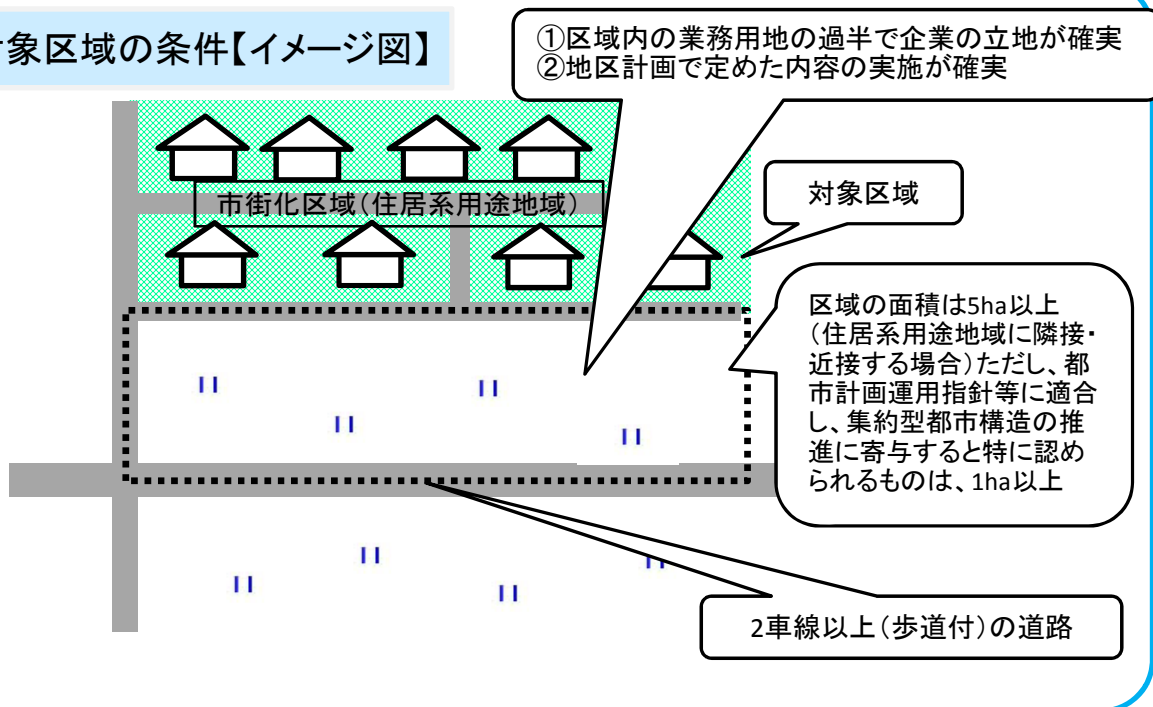 対象区域の条件【イメージ図】
①区域内の業務用地の過半で企業の立地が確実
②地区計画で定めた内容の実施が確実
市街化区域(住居系用途地域)
対象区域
区域の面積は5ha以上
(住居系用途地域に隣接・
近接する場合)ただし、都
市計画運用指針等に適合
し、集約型都市構造の推
進に寄与すると特に認め
られるものは、1ha以上
2車線以上(歩道付)の道路